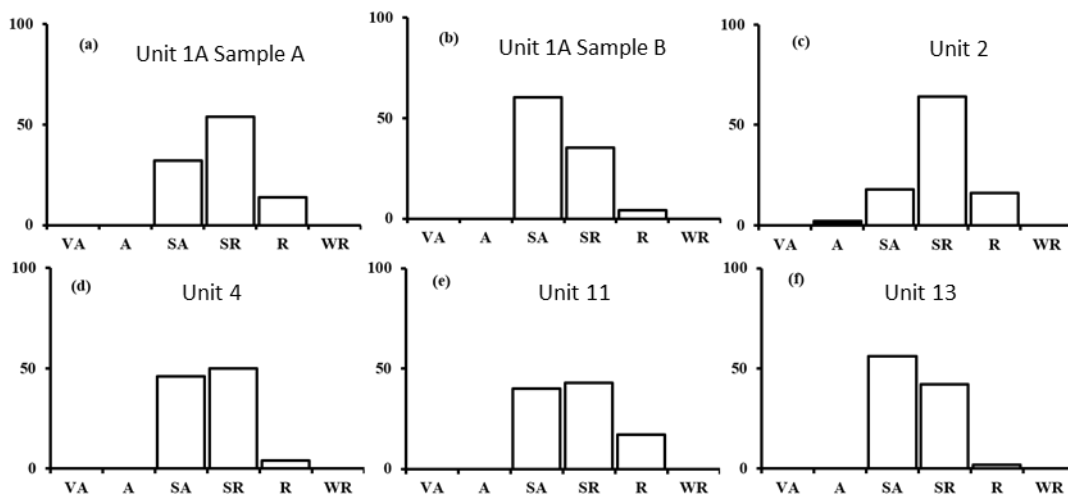 100
(a)
Unit 1A Sample A
50
0
VA A SA SR R WR
100
(b)
Unit 1A Sample B
50
0
VA A SA SR R WR
100
(c)
Unit 2
50
0
VA A SA SR R WR
100
(d)
Unit 4
50
0
VA A SA SR R WR
100
(e)
Unit 11
50
0
VA A SA SR R WR
100
(f)
Unit 13
50
0
VA A SA SR R WR